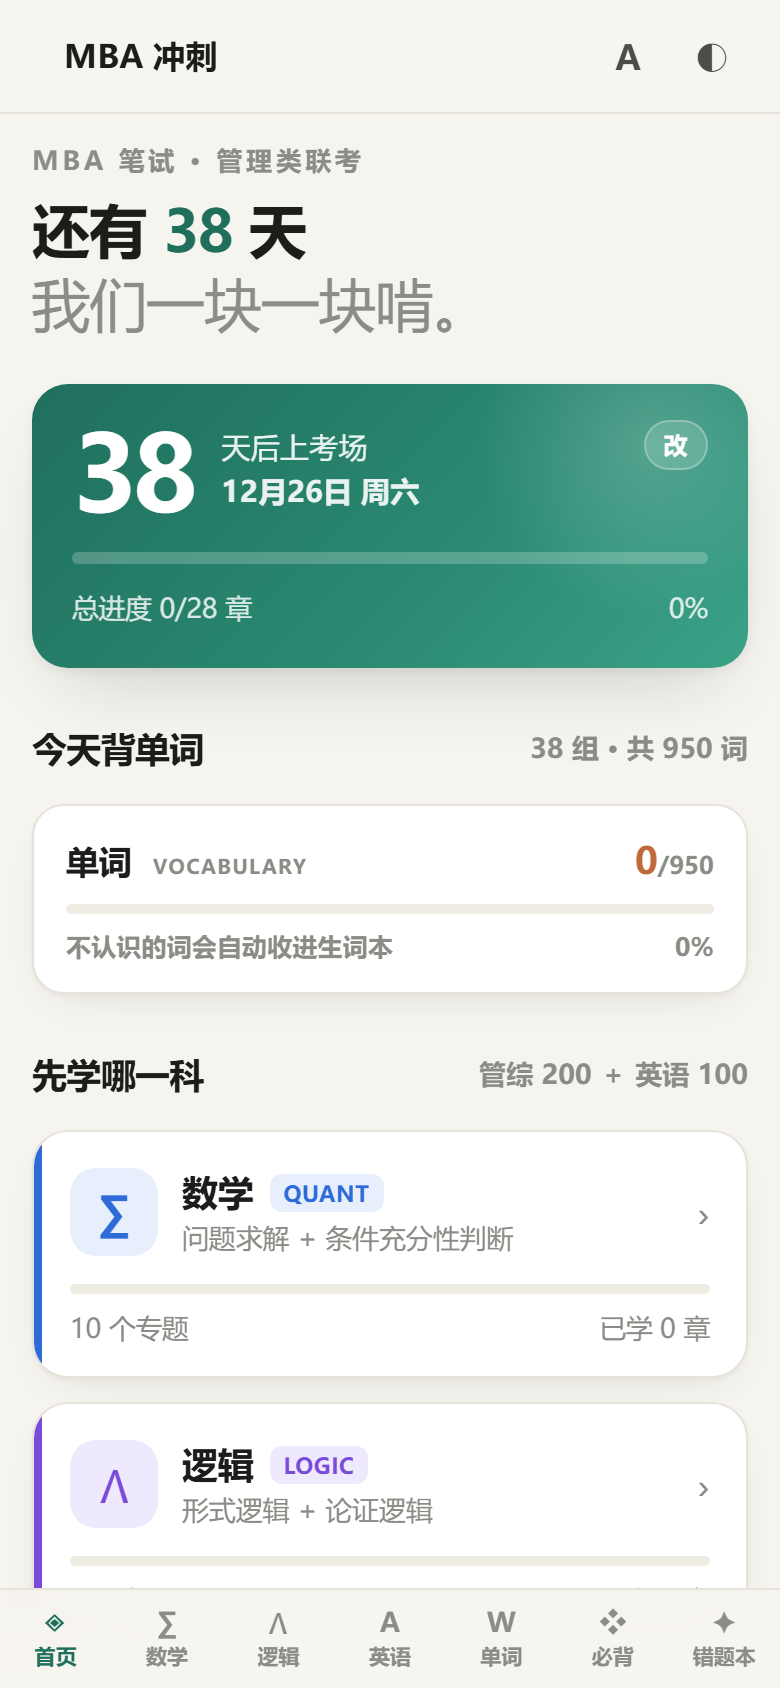 MBA 冲刺
A
MBA 笔试 • 管理类联考
还有 38 天
我们一块一块啃。
38
天后上考场
12月26日 周六
改
总进度 0/28 章
0%
今天背单词
38 组 • 共 950 词
单词 VOCABULARY
0/950
不认识的词会自动收进生词本
0%
先学哪一科
管综 200 + 英语 100
∑
数学 QUANT
问题求解 + 条件充分性判断
›
10 个专题
已学 0 章
Λ
逻辑 LOGIC
形式逻辑 + 论证逻辑
›
◈ ∑ Λ A W ❖ ✦
首页 数学 逻辑 英语 单词 必背 错题本